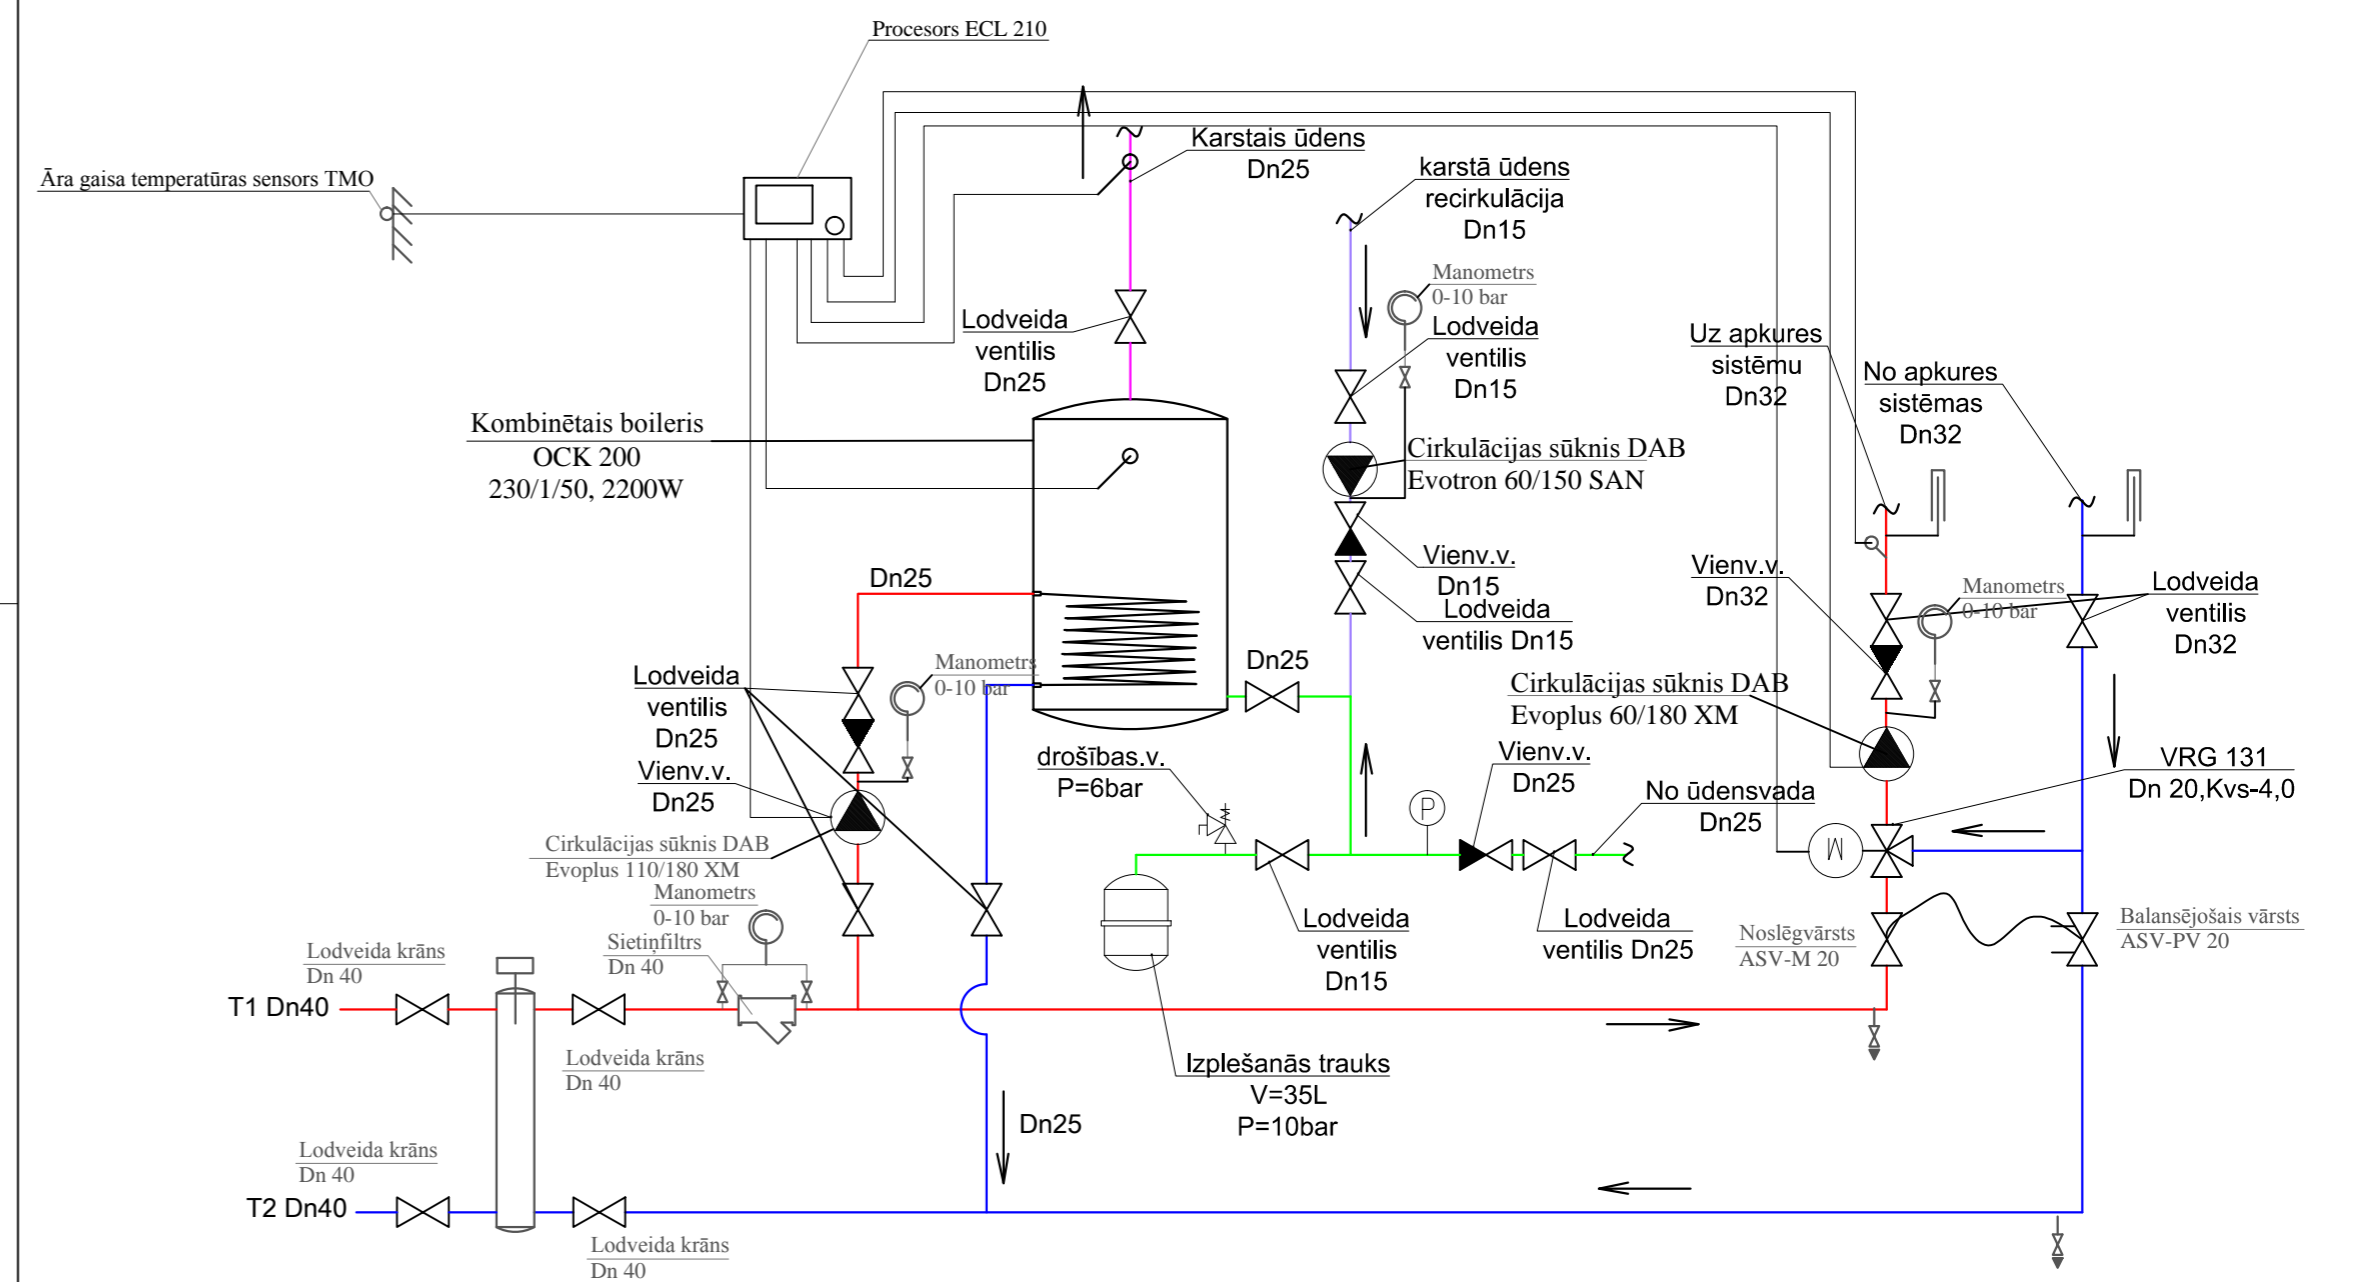 Procesors ECL 210
Āra gaisa temperatūras sensors TMO
Karstais ūdens
Dn25
karstā ūdens
recirkulācija
Dn15
Manometrs
0-10 bar
Lodveida
ventilis
Dn25
Lodveida
ventilis
Dn15
Uz apkures
sistēmu
Dn32
No apkures
sistēmas
Dn32
Kombinētais boileris
OCK 200
230/1/50, 2200W
Cirkulācijas sūknis DAB
Evotron 60/150 SAN
Vienv.v.
Dn15
Lodveida
ventilis Dn15
Dn25
Vienv.v.
Dn32
Manometrs
0-10 bar
Lodveida
ventilis
Dn32
Manometrs
0-10 bar
Lodveida
ventilis
Dn25
Vienv.v.
Dn25
Dn25
Cirkulācijas sūknis DAB
Evoplus 60/180 XM
drošības.v.
P=6bar
P
Vienv.v.
Dn25
No ūdensvada
Dn25
VRG 131
Dn 20,Kvs-4,0
M
Cirkulācijas sūknis DAB
Evoplus 110/180 XM
Manometrs
0-10 bar
Sietiņfiltrs
Dn 40
Lodveida krāns
Dn 40
T1 Dn40
Lodveida krāns
Dn 40
Lodveida
ventilis
Dn15
Lodveida
ventilis Dn25
Noslēgvārsts
ASV-M 20
Balansējošais vārsts
ASV-PV 20
Izplešanās trauks
V=35L
P=10bar
Dn25
Lodveida krāns
Dn 40
T2 Dn40
Lodveida krāns
Dn 40